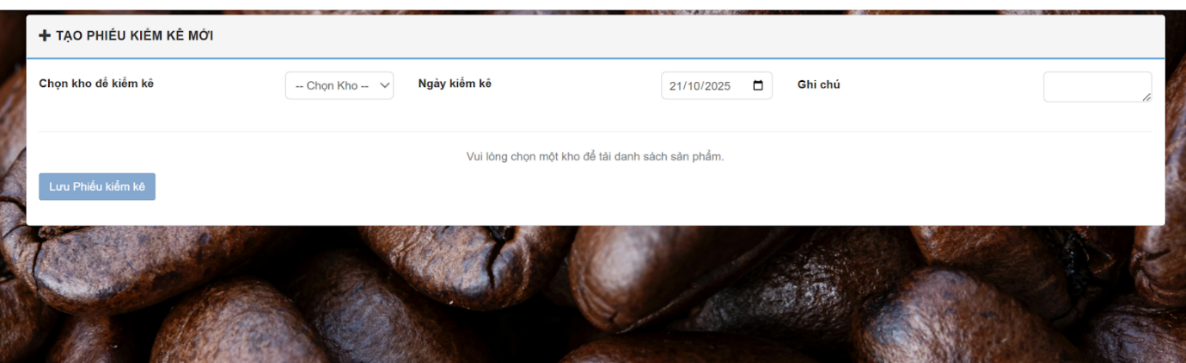 + TẠO PHIẾU KIỂM KÊ MỚI
Chọn kho để kiểm kê
-- Chọn Kho --
Ngày kiểm kê
21/10/2025
Ghi chú
Vui lòng chọn một kho để tải danh sách sản phẩm.
Lưu Phiếu kiểm kê